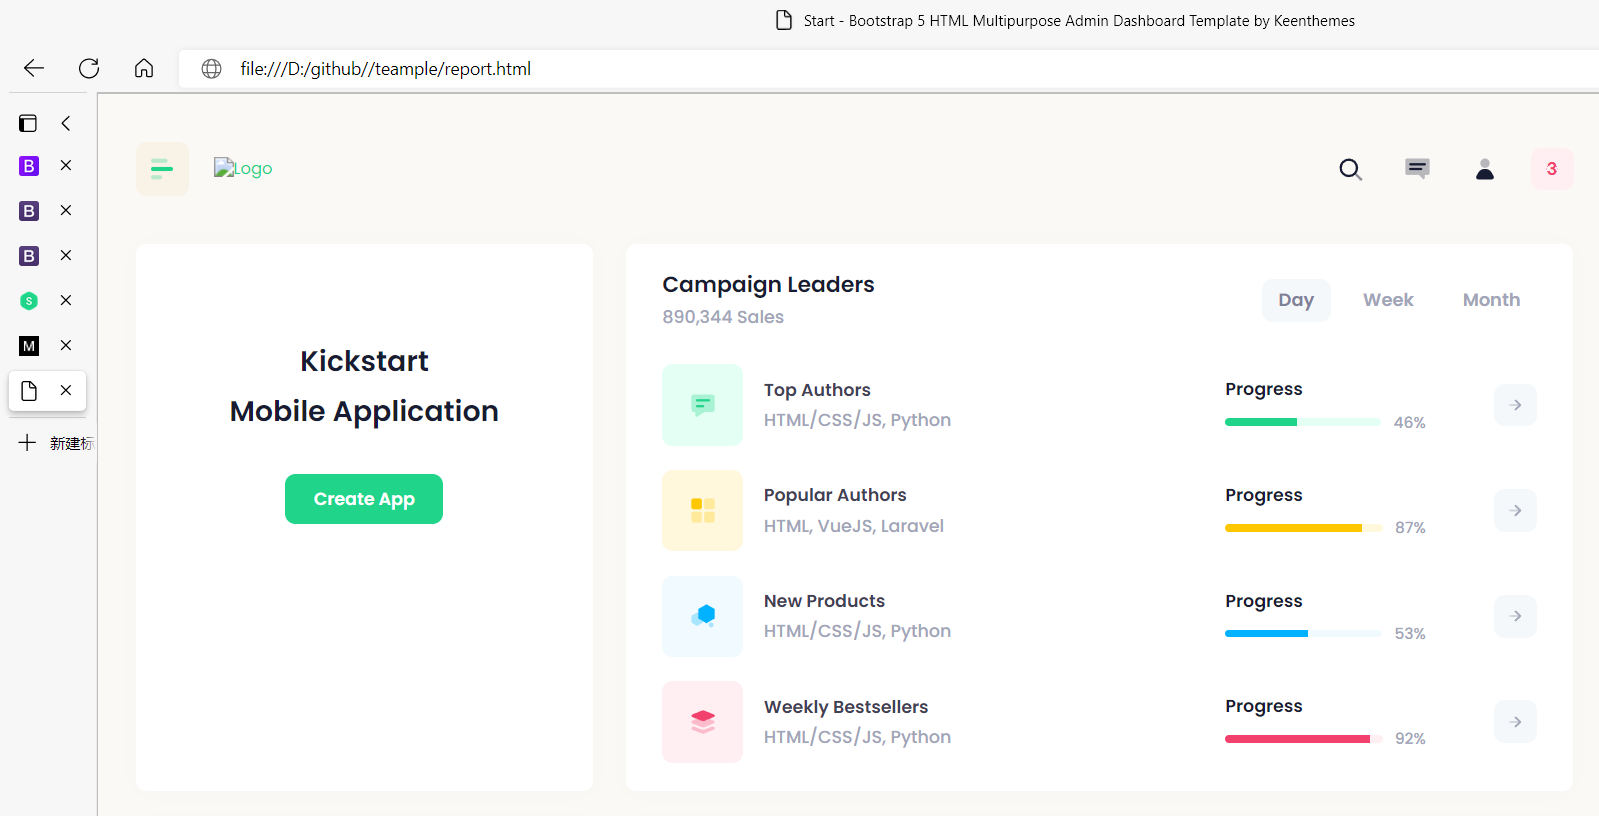 Start - Bootstrap 5 HTML Multipurpose Admin Dashboard Template by Keenthemes
file:///D:/github//teample/report.html
B
B
B
S
M
新建标
Logo
3
Kickstart
Mobile Application
Create App
Campaign Leaders
890,344 Sales
Day Week Month
Top Authors
HTML/CSS/JS, Python
Progress
46%
Popular Authors
HTML, VueJS, Laravel
Progress
87%
New Products
HTML/CSS/JS, Python
Progress
53%
Weekly Bestsellers
HTML/CSS/JS, Python
Progress
92%